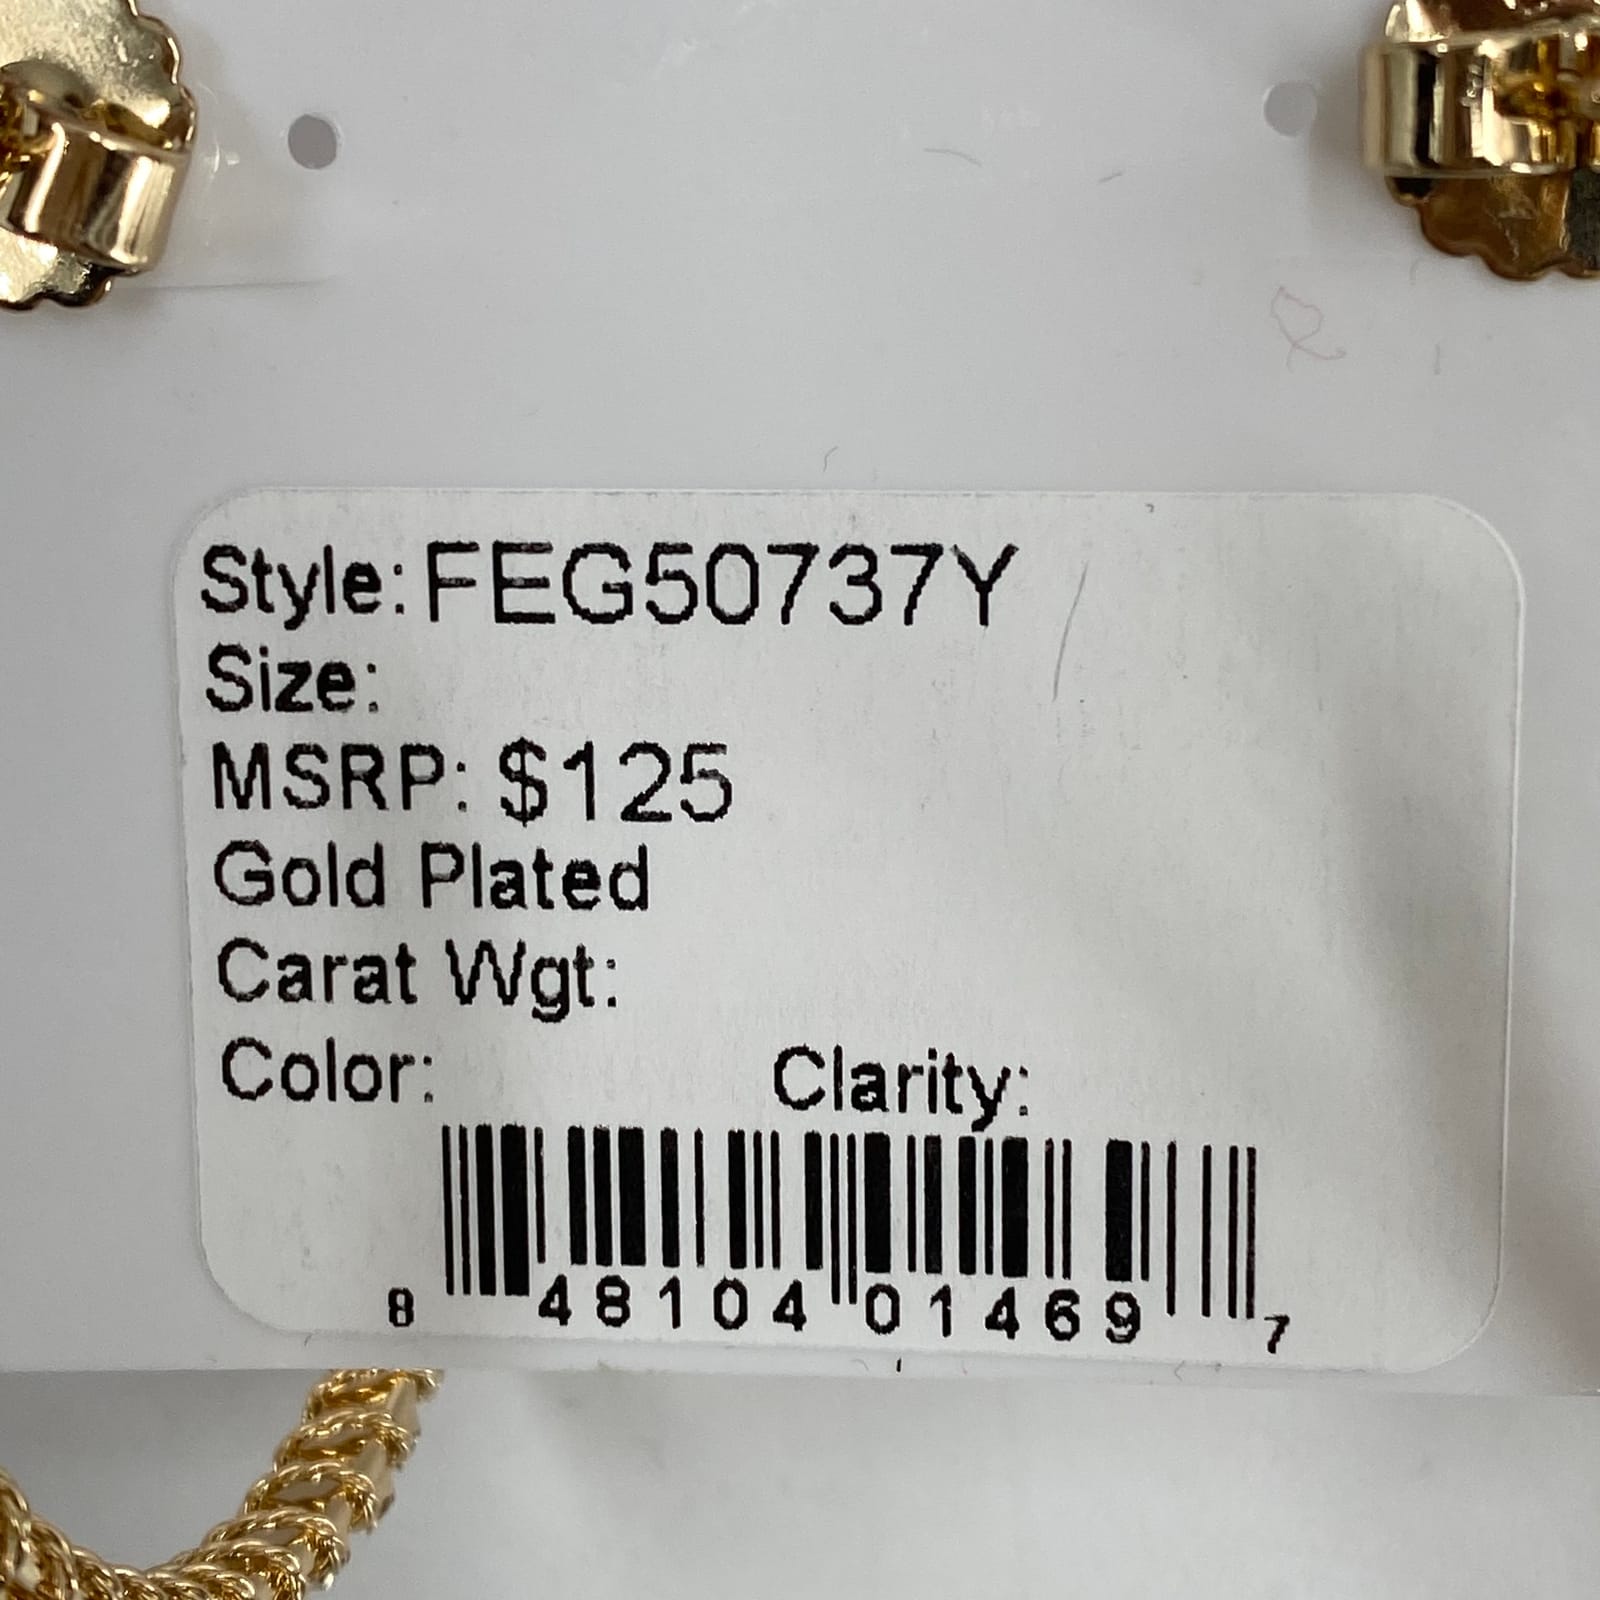 Style: FEG50737Y
Size:
MSRP: $125
Gold Plated
Carat Wgt:
Color: Clarity:
8 48104 01469 7